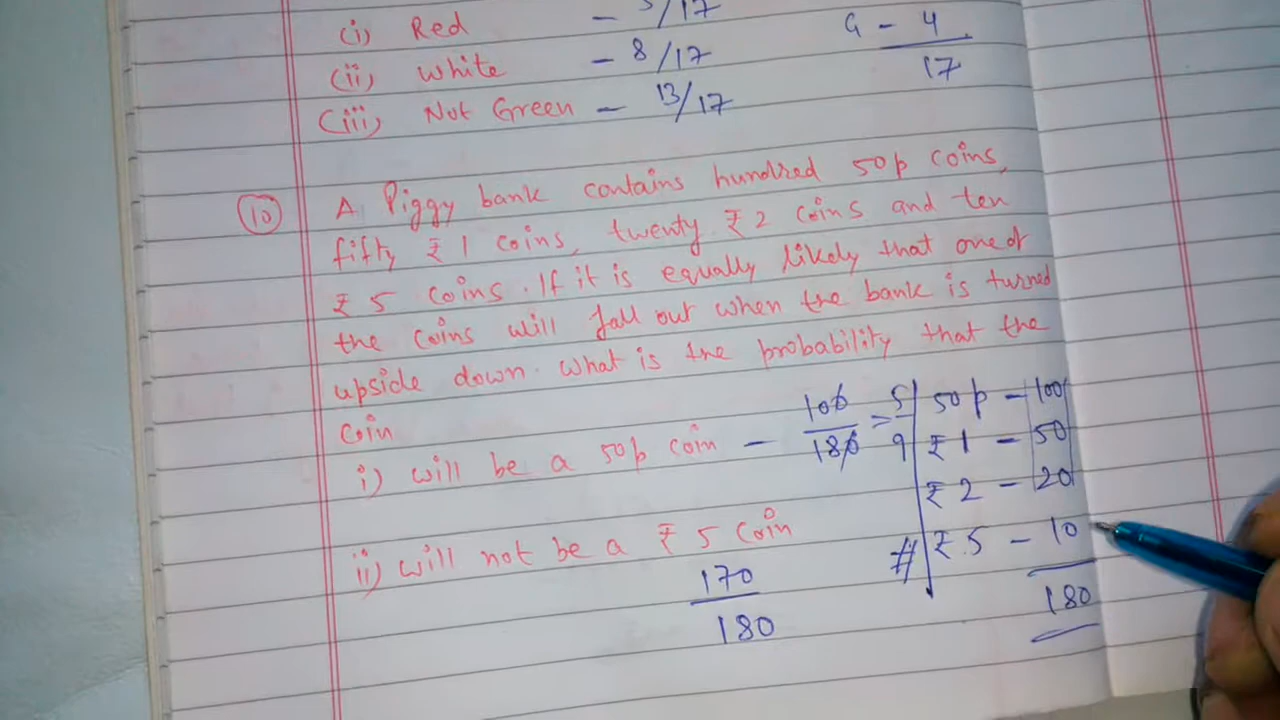 (i) Red - 5/17
G - 4
(ii) White - 8/17
17
(iii) Not Green - 13/17
(10) A Piggy bank contains hundred 50p coins,
fifty ₹ 1 coins, twenty ₹ 2 coins and ten
₹ 5 coins. If it is equally likely that one of
the coins will fall out when the bank is turned
upside down. What is the probability that the
coin
i) will be a 50p coin - 100/180 = 5/9
50p - 100
₹ 1 - 50
₹ 2 - 20
# ₹ 5 - 10
180
ii) will not be a ₹ 5 coin
170
180